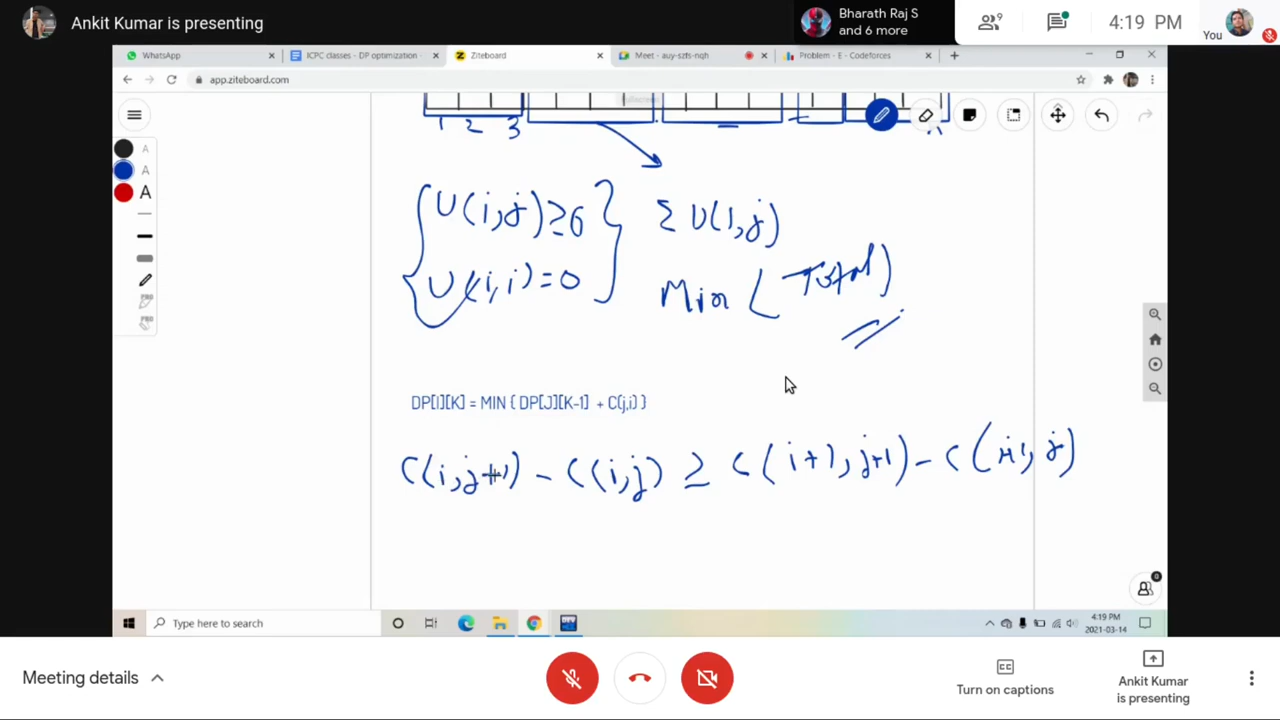 Ankit Kumar is presenting
Bharath Raj S
and 6 more
9
4:19 PM
You
WhatsApp
ICPC classes - DP optimization -
Ziteboard
Meet - auy-szfs-nqh
Problem - E - Codeforces
app.ziteboard.com
1 2 3
n
A
A
A
U(i,j)≥0
Σ U(i,j)
U(i,i)=0
Min (Total)
DP[I][K] = MIN ( DP[J][K-1] + C(j,i) )
C(i,j+1) - C(i,j) ≥ C(i+1,j+1) - C(i+1,j)
PRO
PRO
0
Type here to search
4:19 PM
2021-03-14
Meeting details
Turn on captions
Ankit Kumar
is presenting